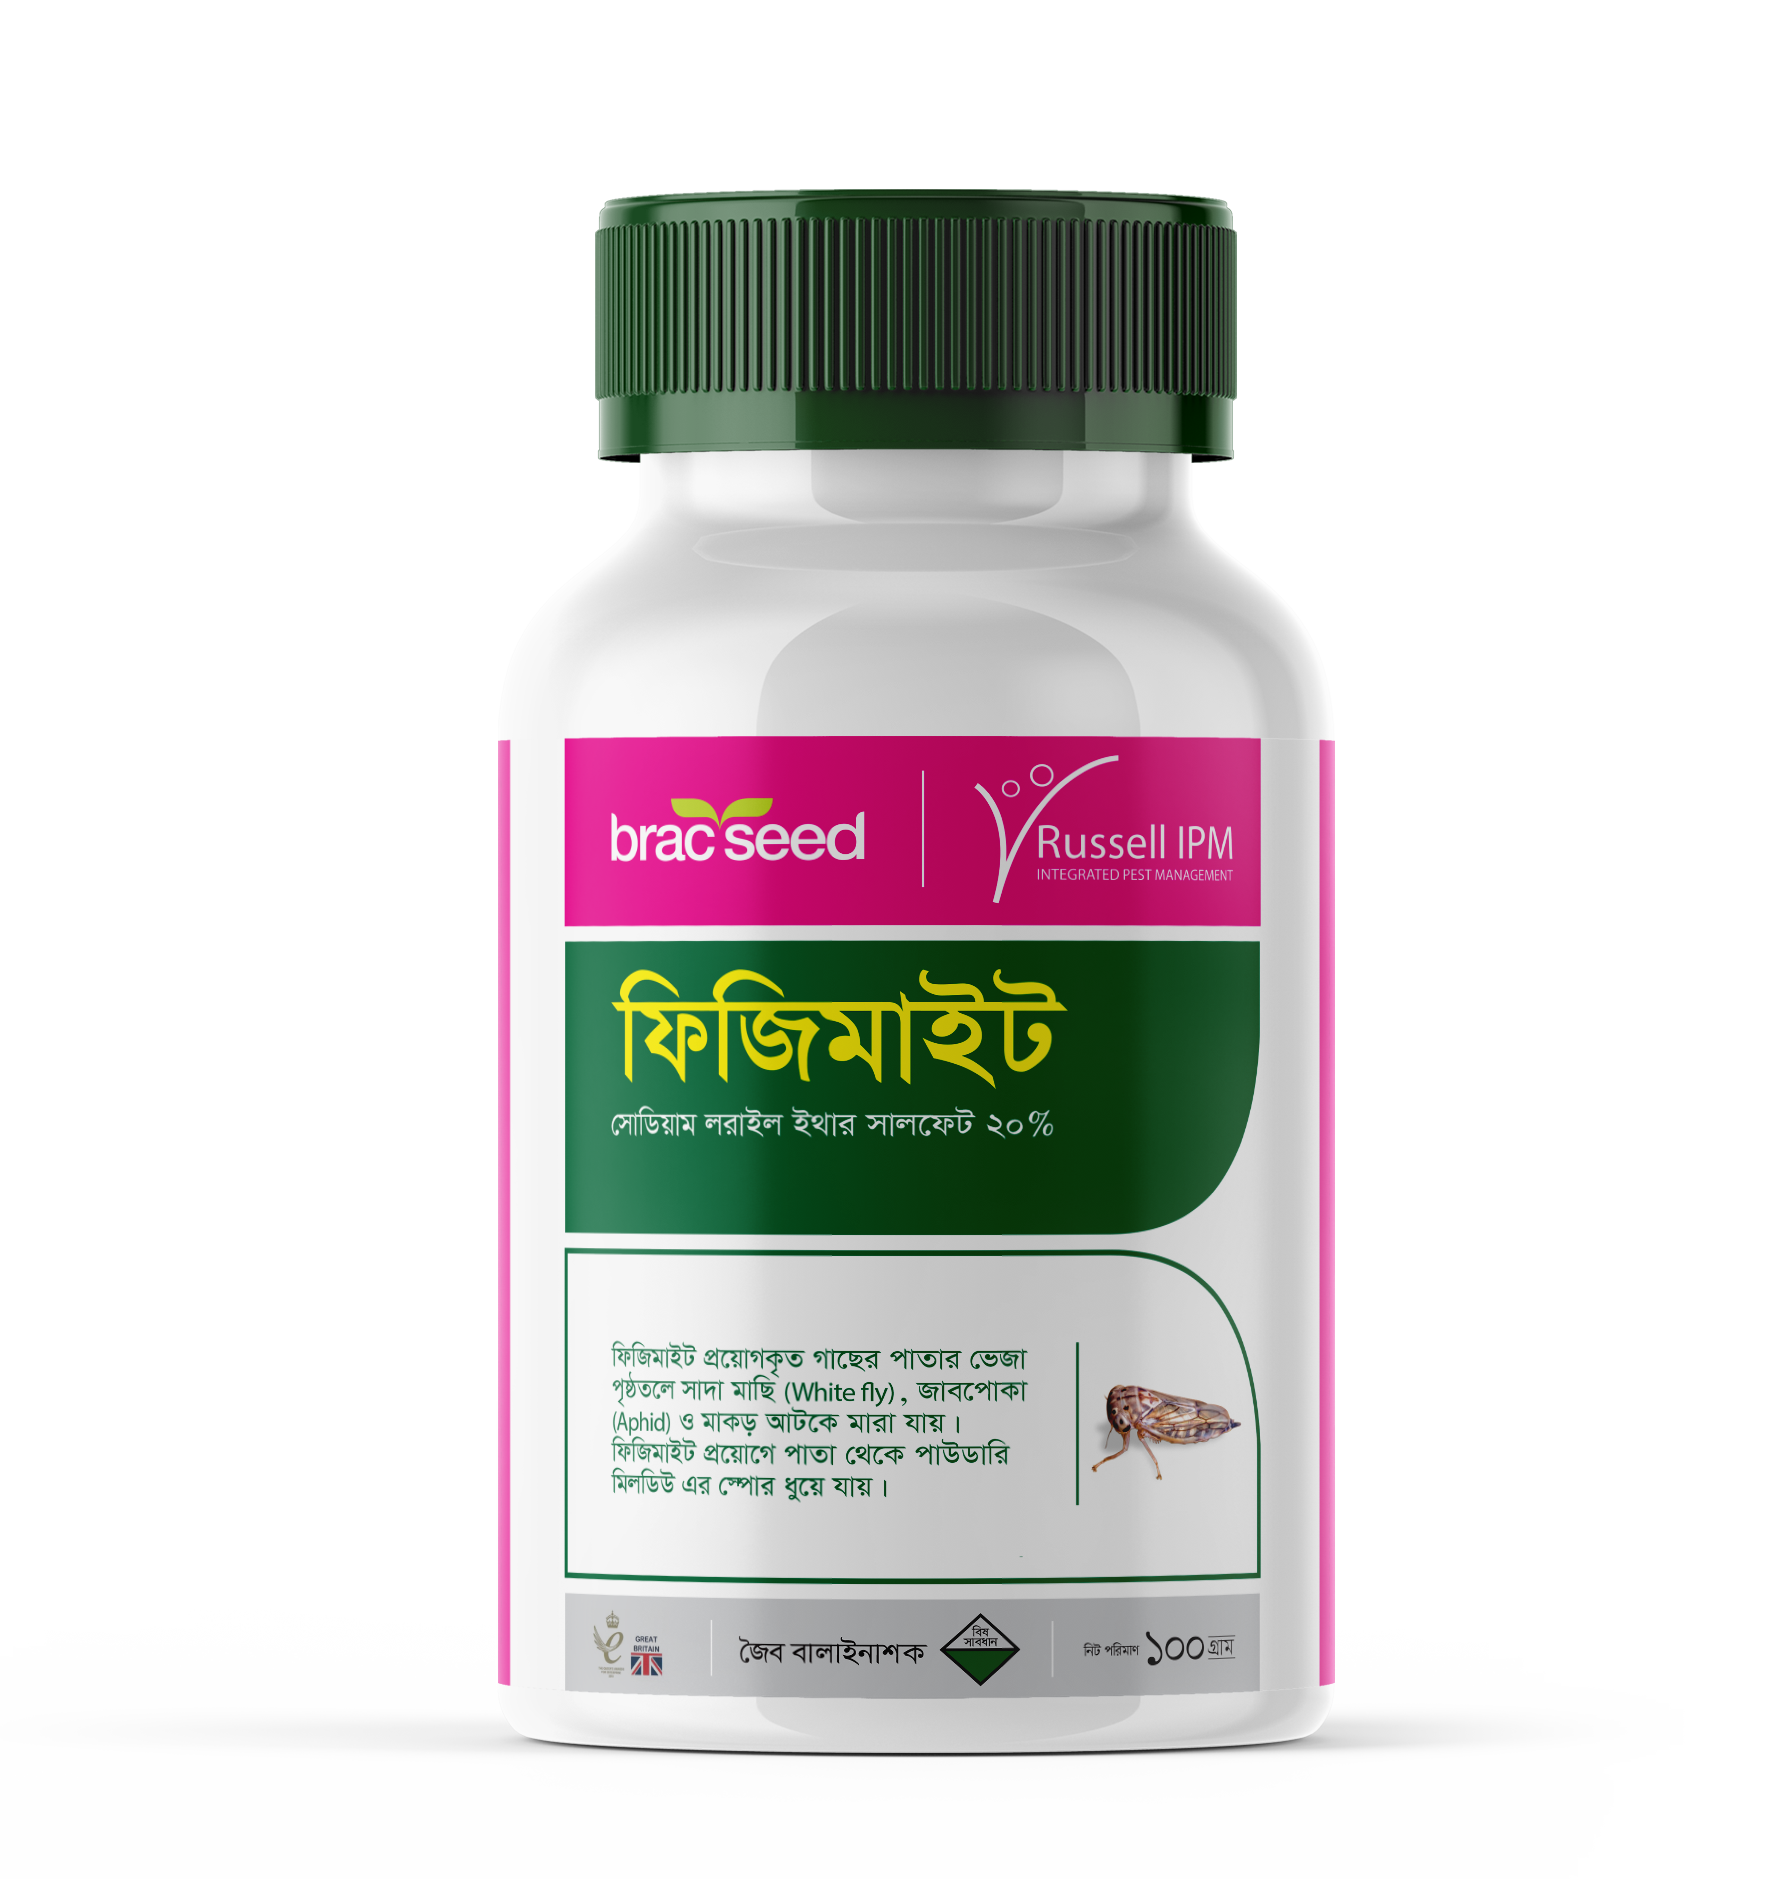 brac seed
Russell IPM
INTEGRATED PEST MANAGEMENT
ফিজিমাইট
সোডিয়াম লরাইল ইথার সালফেট ২০%
ফিজিমাইট প্রয়োগকৃত গাছের পাতার ভেজা
পৃষ্ঠতলে সাদা মাছি (White fly), জাবপোকা
(Aphid) ও মাকড় আটকে মারা যায়।
ফিজিমাইট প্রয়োগে পাতা থেকে পাউডারি
মিলডিউ এর স্পোর ধুয়ে যায়।
GREAT
BRITAIN
জৈব বালাইনাশক
বিষ
সাবধান
নিট পরিমাণ ১০০ গ্রাম